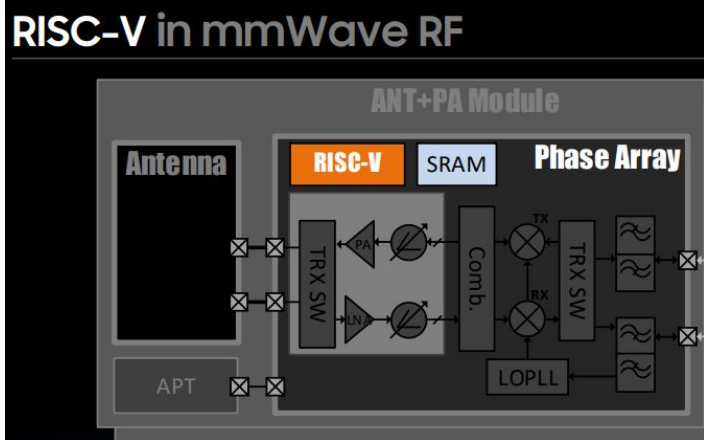 RISC-V in mmWave RF
ANT+PA Module
Antenna
RISC-V
SRAM
Phase Array
TRX SW
PA
LNA
Comb.
TX
RX
TRX SW
LOPLL
APT